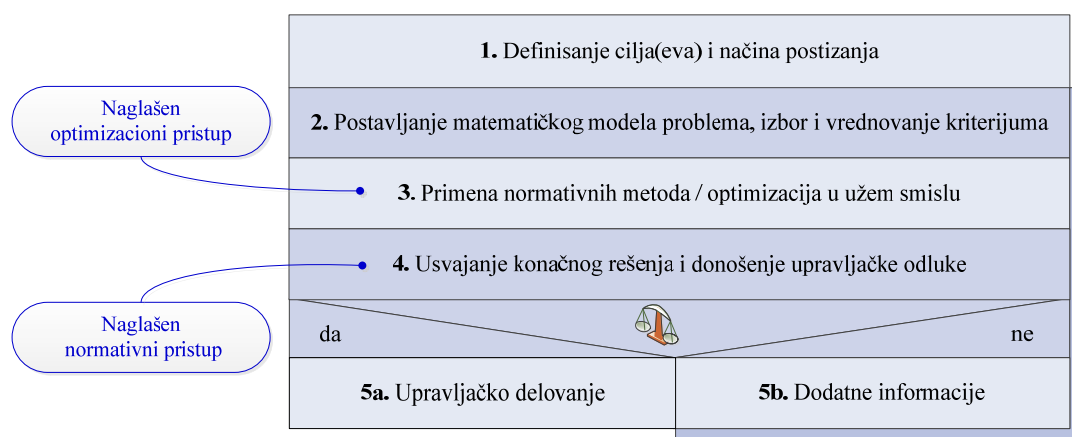 1. Definisanje cilja(eva) i načina postizanja
Naglašen
optimizacioni pristup
2. Postavljanje matematičkog modela problema, izbor i vrednovanje kriterijuma
3. Primena normativnih metoda / optimizacija u užem smislu
4. Usvajanje konačnog rešenja i donošenje upravljačke odluke
Naglašen
normativni pristup
da
ne
5a. Upravljačko delovanje
5b. Dodatne informacije